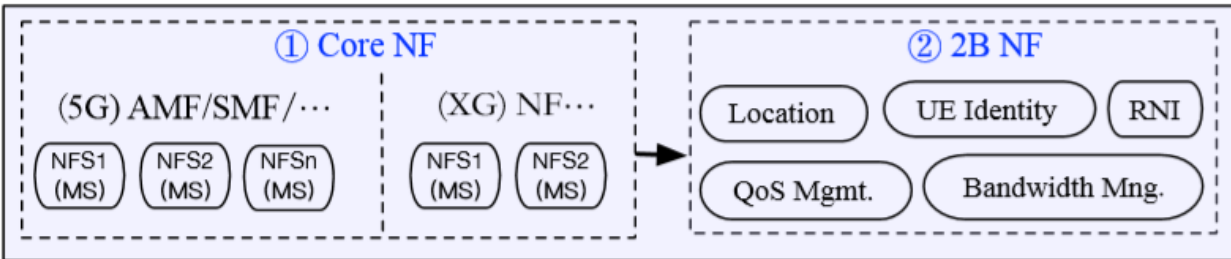 ① Core NF
(5G) AMF/SMF/⋯
NFS1
(MS)
NFS2
(MS)
NFSn
(MS)
(XG) NF⋯
NFS1
(MS)
NFS2
(MS)
② 2B NF
Location
UE Identity
RNI
QoS Mgmt.
Bandwidth Mng.